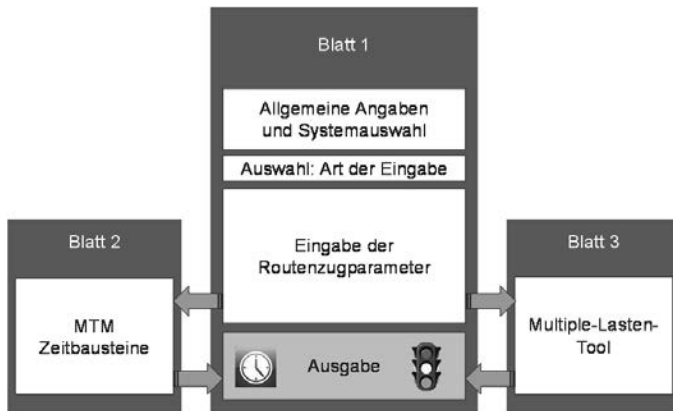 Blatt 1
Allgemeine Angaben
und Systemauswahl
Auswahl: Art der Eingabe
Eingabe der
Routenzugparameter
Ausgabe
Blatt 2
MTM
Zeitbausteine
Blatt 3
Multiple-Lasten-
Tool